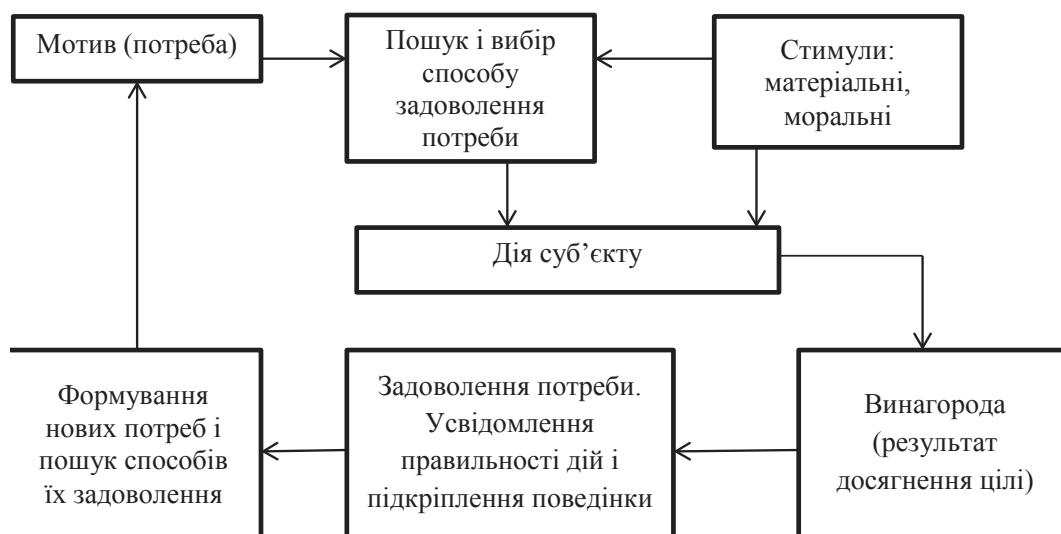 Мотив (потреба)
Пошук і вибір
способу
задоволення
потреби
Стимули:
матеріальні,
моральні
Дія суб’єкту
Формування
нових потреб і
пошук способів
їх задоволення
Задоволення потреби.
Усвідомлення
правильності дій і
підкріплення поведінки
Винагорода
(результат
досягнення цілі)